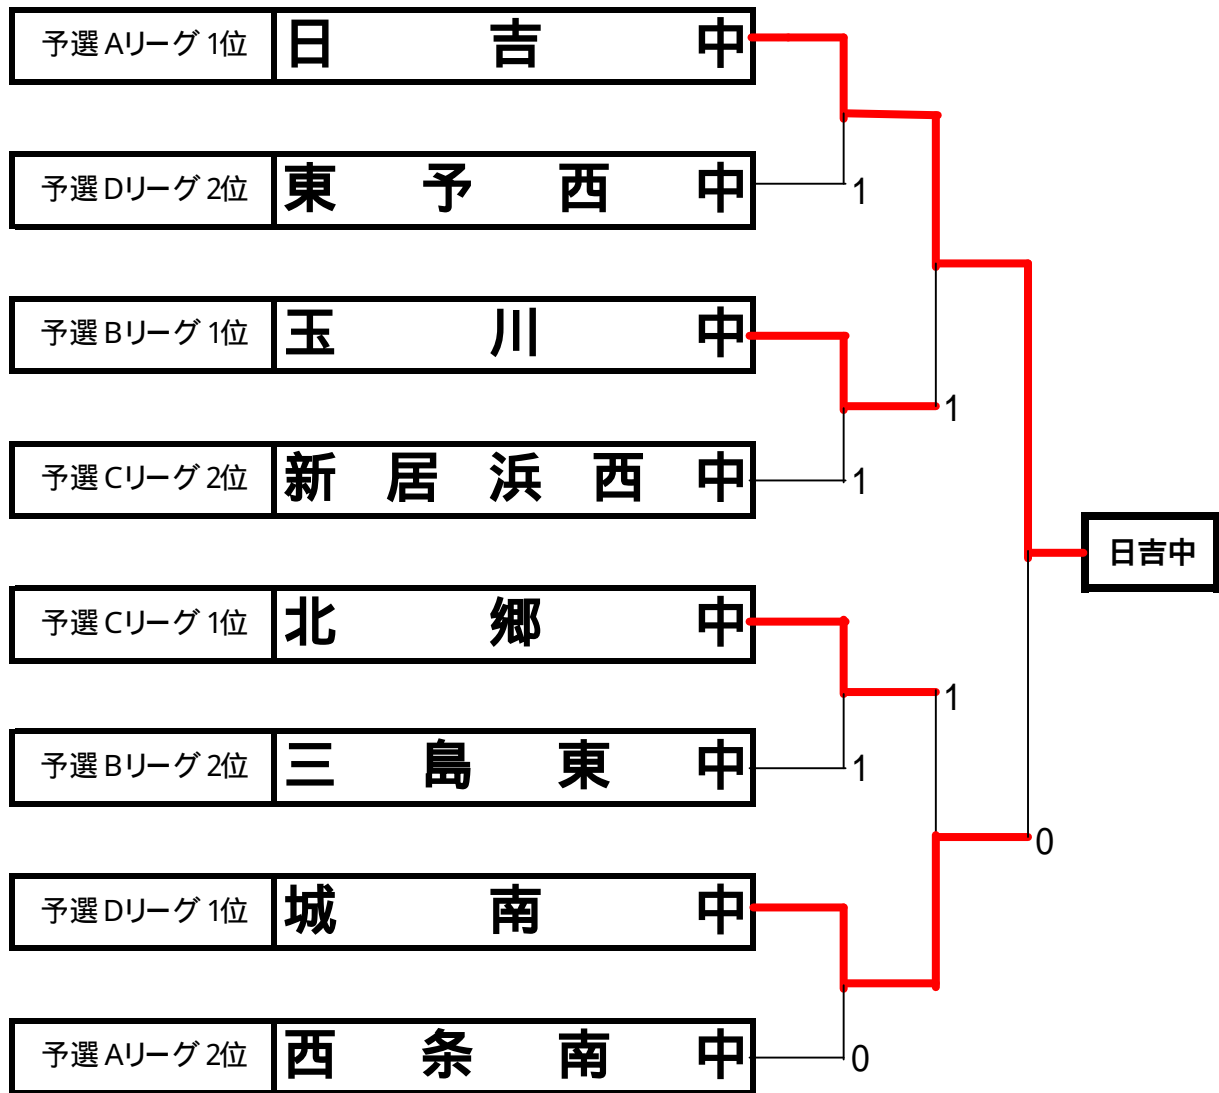 予選Aリーグ 1位 日吉中
予選Dリーグ 2位 東予西中
1
予選Bリーグ 1位 玉川中
1
予選Cリーグ 2位 新居浜西中
1
日吉中
予選Cリーグ 1位 北郷中
1
予選Bリーグ 2位 三島東中
1
0
予選Dリーグ 1位 城南中
予選Aリーグ 2位 西条南中
0